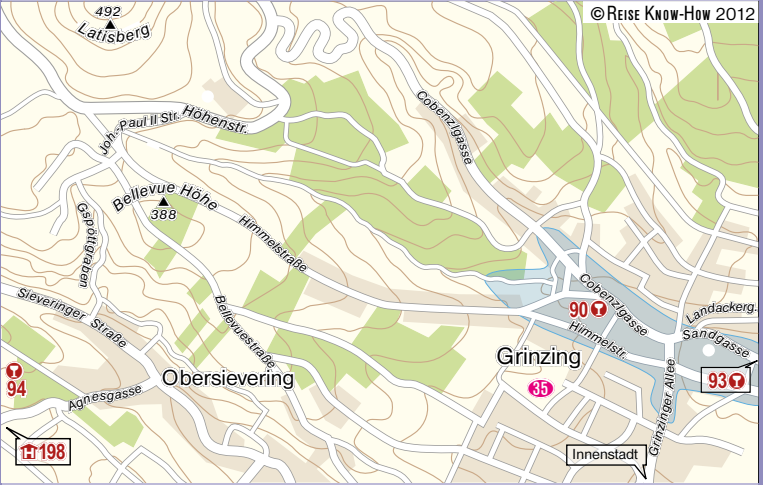 492
Latisberg
© REISE KNOW-HOW 2012
Joh.-Paul II Str.
Höhenstr.
Cobenzlgasse
Bellevue Höhe
388
Gspöttgraben
Himmelstraße
Sieveringer Straße
Bellevuestraße
Cobenzlgasse
90
Himmelstr.
Landackerg.
Sandgasse
Grinzing
Obersievering
35
93
94
Agnesgasse
Grinzinger Allee
H198
Innenstadt